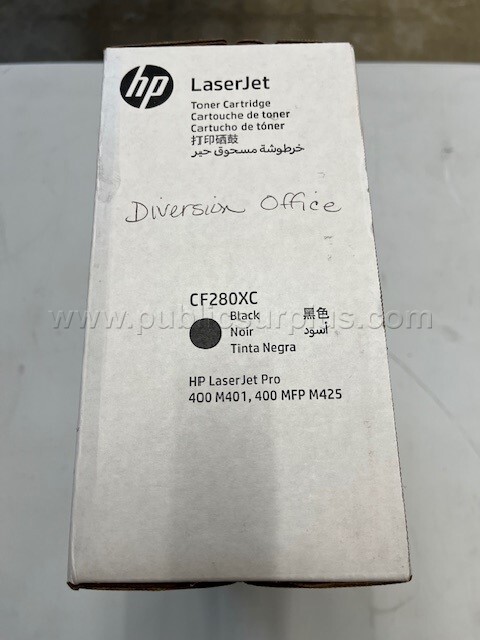 hp
LaserJet
Toner Cartridge
Cartouche de toner
Cartucho de tóner
打印硒鼓
خرطوشة مسحوق حبر
Diversion Office
CF280XC
Black 黑色
Noir أسود
Tinta Negra
www.publicsurplus.com
HP LaserJet Pro
400 M401, 400 MFP M425